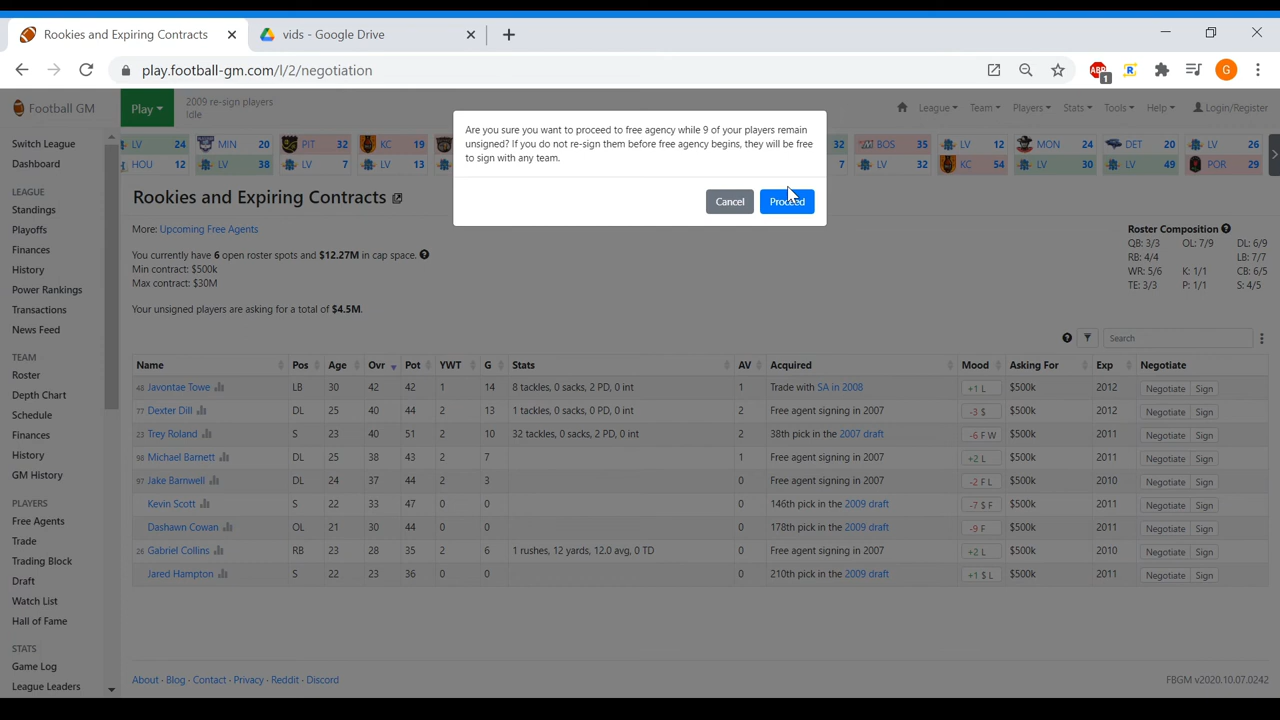 Rookies and Expiring Contracts
vids - Google Drive
play.football-gm.com/l/2/negotiation
ABP
1
R
G
Football GM
Play
2009 re-sign players
Idle
League
Team
Players
Stats
Tools
Help
Login/Register
LV 24 MIN 20 PIT 32 KC 19 32 BOS 35 LV 12 MON 24 DET 20 LV 26
HOU 12 LV 38 LV 7 LV 13 7 LV 38 KC 54 LV 30 LV 49 POR 29
Are you sure you want to proceed to free agency while 9 of your players remain
unsigned? If you do not re-sign them before free agency begins, they will be free
to sign with any team.
Cancel
Proceed
Switch League
Dashboard
LEAGUE
Standings
Playoffs
Finances
History
Power Rankings
Transactions
News Feed
TEAM
Roster
Depth Chart
Schedule
Finances
History
GM History
PLAYERS
Free Agents
Trade
Trading Block
Draft
Watch List
Hall of Fame
STATS
Game Log
League Leaders
Rookies and Expiring Contracts
More: Upcoming Free Agents
You currently have 6 open roster spots and $12.27M in cap space.
Min contract: $500k
Max contract: $30M
Your unsigned players are asking for a total of $4.5M.
Roster Composition
QB: 3/3 OL: 7/9 DL: 6/9
RB: 4/4 LB: 7/7
WR: 5/6 K: 1/1 CB: 6/5
TE: 3/3 P: 1/1 S: 4/5
Search
Name Pos Age Ovr Pot YWT G Stats AV Acquired Mood Asking For Exp Negotiate
48 Javontae Towe LB 30 42 42 1 14 8 tackles, 0 sacks, 2 PD, 0 int 1 Trade with SA in 2008 +1 L $500k 2012 Negotiate Sign
77 Dexter Dill DL 25 40 44 2 13 1 tackles, 0 sacks, 0 PD, 0 int 2 Free agent signing in 2007 -3 $ $500k 2012 Negotiate Sign
23 Trey Roland S 23 40 51 2 10 32 tackles, 0 sacks, 2 PD, 0 int 2 38th pick in the 2007 draft -6 F W $500k 2011 Negotiate Sign
98 Michael Barnett DL 25 38 43 2 7 1 Free agent signing in 2007 +2 L $500k 2011 Negotiate Sign
97 Jake Barnwell DL 24 37 44 2 3 0 Free agent signing in 2007 -2 F L $500k 2010 Negotiate Sign
Kevin Scott S 22 33 47 0 0 0 146th pick in the 2009 draft -7 $ F $500k 2011 Negotiate Sign
Dashawn Cowan OL 21 30 44 0 0 0 178th pick in the 2009 draft -9 F $500k 2011 Negotiate Sign
26 Gabriel Collins RB 23 28 35 2 6 1 rushes, 12 yards, 12.0 avg, 0 TD 0 Free agent signing in 2007 +2 L $500k 2010 Negotiate Sign
Jared Hampton S 22 23 36 0 0 0 210th pick in the 2009 draft +1 $ L $500k 2011 Negotiate Sign
About · Blog · Contact · Privacy · Reddit · Discord
FBGM v2020.10.07.0242